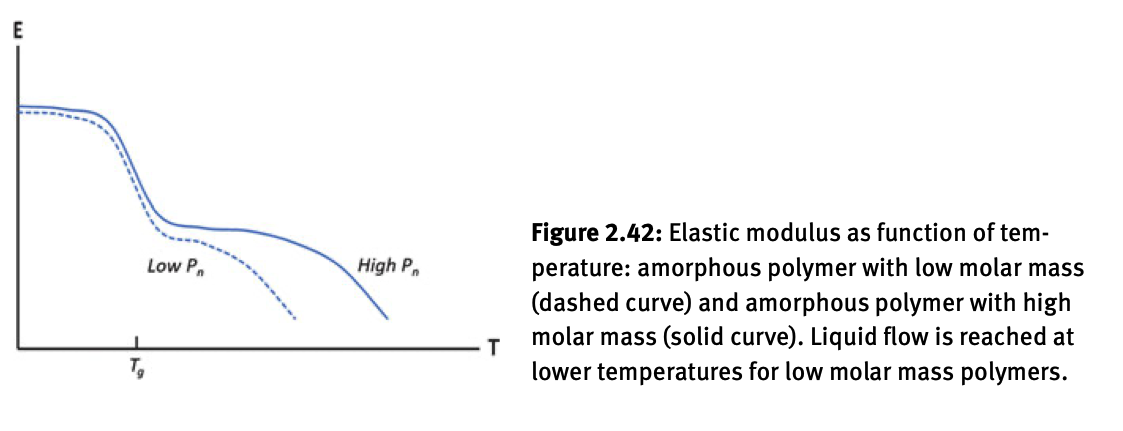 E
Low Pn
High Pn
T
Tg
Figure 2.42: Elastic modulus as function of tem-
perature: amorphous polymer with low molar mass
(dashed curve) and amorphous polymer with high
molar mass (solid curve). Liquid flow is reached at
lower temperatures for low molar mass polymers.